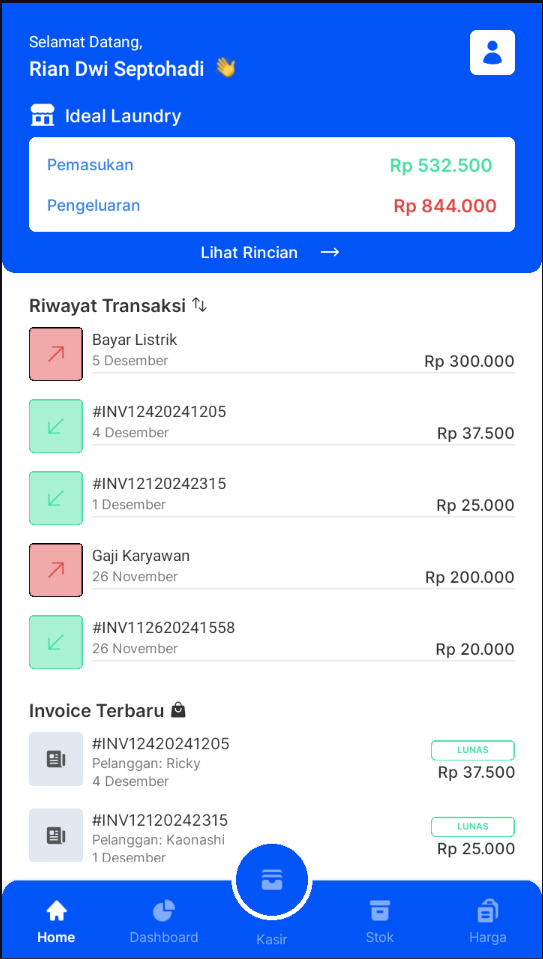 Selamat Datang,
Rian Dwi Septohadi 👋
Ideal Laundry
Pemasukan Rp 532.500
Pengeluaran Rp 844.000
Lihat Rincian →
Riwayat Transaksi
Bayar Listrik
5 Desember Rp 300.000
#INV12420241205
4 Desember Rp 37.500
#INV12120242315
1 Desember Rp 25.000
Gaji Karyawan
26 November Rp 200.000
#INV112620241558
26 November Rp 20.000
Invoice Terbaru
#INV12420241205 LUNAS
Pelanggan: Ricky Rp 37.500
4 Desember
#INV12120242315 LUNAS
Pelanggan: Kaonashi Rp 25.000
1 Desember
Home Dashboard Kasir Stok Harga